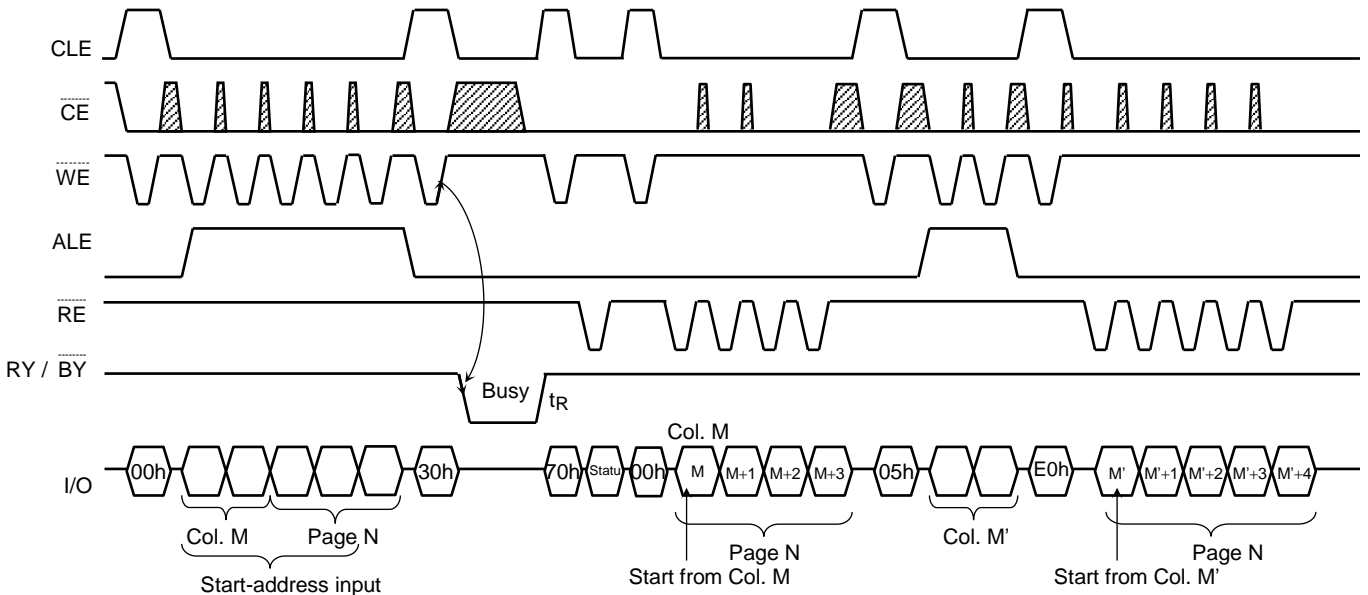 CLE
CE
WE
ALE
RE
RY / BY
Busy
tR
Col. M
I/O
00h
30h
70h
Statu
00h
M
M+1
M+2
M+3
05h
E0h
M'
M'+1
M'+2
M'+3
M'+4
Col. M
Page N
Start-address input
Page N
Start from Col. M
Col. M’
Page N
Start from Col. M’